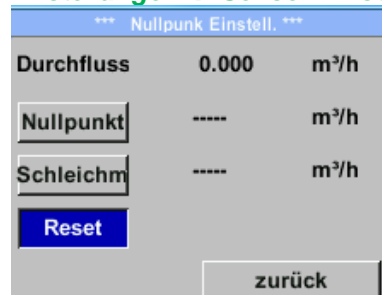 *** Nullpunk Einstell. ***
Durchfluss 0.000 m³/h
Nullpunkt ----- m³/h
Schleichm ----- m³/h
Reset
zurück